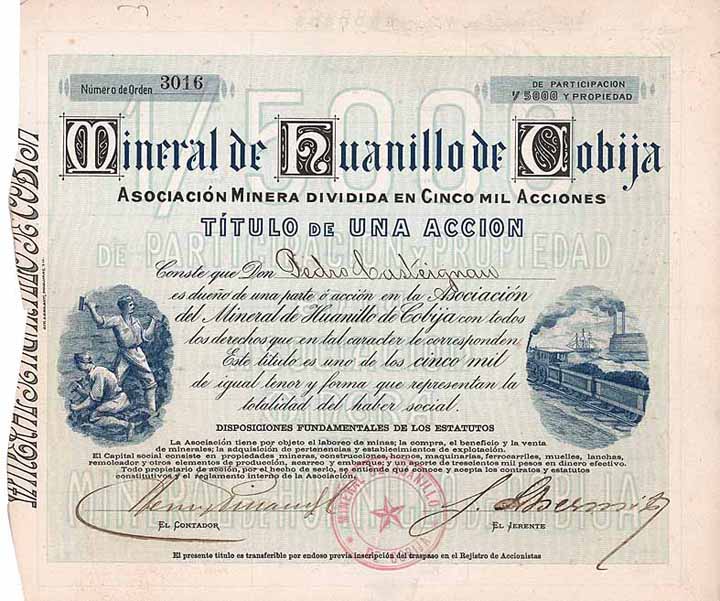 Número de Orden 3016
DE PARTICIPACION
1/5000 Y PROPIEDAD
1/5000
Mineral de Huanillo de Cobija
ASOCIACIÓN MINERA DIVIDIDA EN CINCO MIL ACCIONES
TÍTULO DE UNA ACCION
DE PARTICIPACION Y PROPIEDAD
Conste que Don Pedro Casteignau
es dueño de una parte ó acción en la Asociación
del Mineral de Huanillo de Cobija con todos
los derechos que en tal caracter le corresponden.
Este título es uno de los cinco mil
de igual tenor y forma que representan la
totalidad del haber social.
DISPOSICIONES FUNDAMENTALES DE LOS ESTATUTOS
La Asociación tiene por objeto el laboreo de minas; la compra, el beneficio y la venta
de minerales; la adquisición de pertenencias y establecimientos de explotación.
El Capital social consiste en propiedades mineras, construcciones, hornos, maquinarias, ferrocarriles, muelles, lanchas,
remolcador y otros elementos de producción, acarreo y embarque; y un aporte de trescientos mil pesos en dinero efectivo.
Todo propietario de acción, por el hecho de serlo, se entiende que conoce y acepta los contratos y estatutos
constitutivos y el reglamento interno de la Asociación.
MINERAL DE HUANILLO
DE COBIJA
EL CONTADOR
EL JERENTE
El presente título es transferible por endoso previa inscripción del traspaso en el Registro de Accionistas